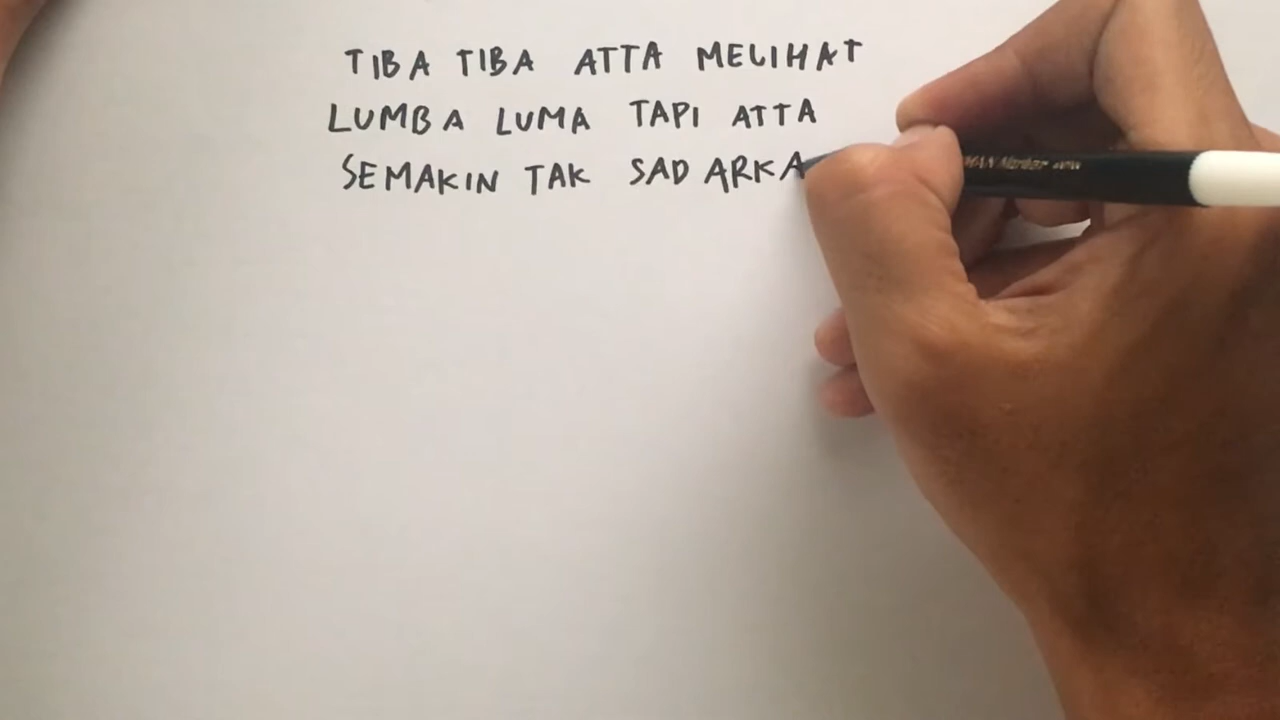 TIBA TIBA ATTA MELIHAT
LUMBA LUMA TAPI ATTA
SEMAKIN TAK SADARKA